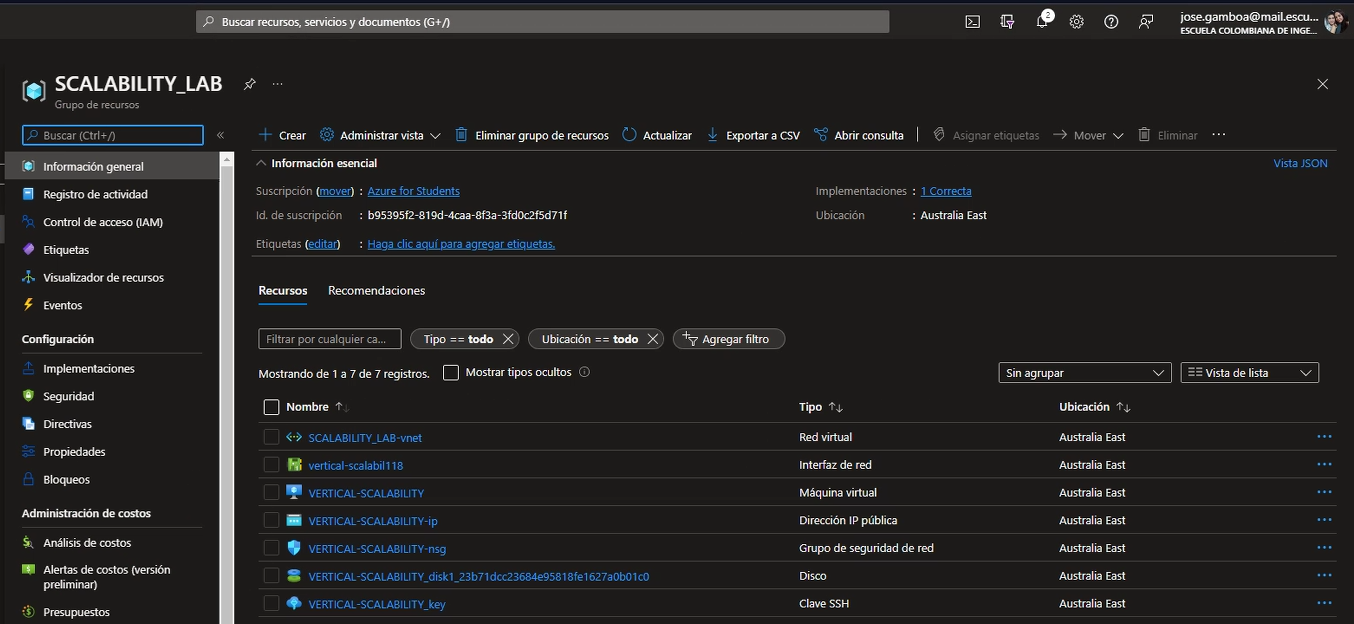 Buscar recursos, servicios y documentos (G+/)
2
jose.gamboa@mail.escu...
ESCUELA COLOMBIANA DE INGE...
SCALABILITY_LAB
...
Grupo de recursos
Buscar (Ctrl+/)
«
Crear
Administrar vista
Eliminar grupo de recursos
Actualizar
Exportar a CSV
Abrir consulta
Asignar etiquetas
Mover
Eliminar
...
Información general
Registro de actividad
Control de acceso (IAM)
Etiquetas
Visualizador de recursos
Eventos
Configuración
Implementaciones
Seguridad
Directivas
Propiedades
Bloqueos
Administración de costos
Análisis de costos
Alertas de costos (versión
preliminar)
Presupuestos
Información esencial
Vista JSON
Suscripción (mover) : Azure for Students
Id. de suscripción : b95395f2-819d-4caa-8f3a-3fd0c2f5d71f
Etiquetas (editar) : Haga clic aquí para agregar etiquetas.
Implementaciones : 1 Correcta
Ubicación : Australia East
Recursos
Recomendaciones
Filtrar por cualquier ca...
Tipo == todo
Ubicación == todo
Agregar filtro
Mostrando de 1 a 7 de 7 registros.
Mostrar tipos ocultos
Sin agrupar
Vista de lista
Nombre Tipo Ubicación
SCALABILITY_LAB-vnet Red virtual Australia East
vertical-scalabil118 Interfaz de red Australia East
VERTICAL-SCALABILITY Máquina virtual Australia East
VERTICAL-SCALABILITY-ip Dirección IP pública Australia East
VERTICAL-SCALABILITY-nsg Grupo de seguridad de red Australia East
VERTICAL-SCALABILITY_disk1_23b71dcc23684e95818fe1627a0b01c0 Disco Australia East
VERTICAL-SCALABILITY_key Clave SSH Australia East